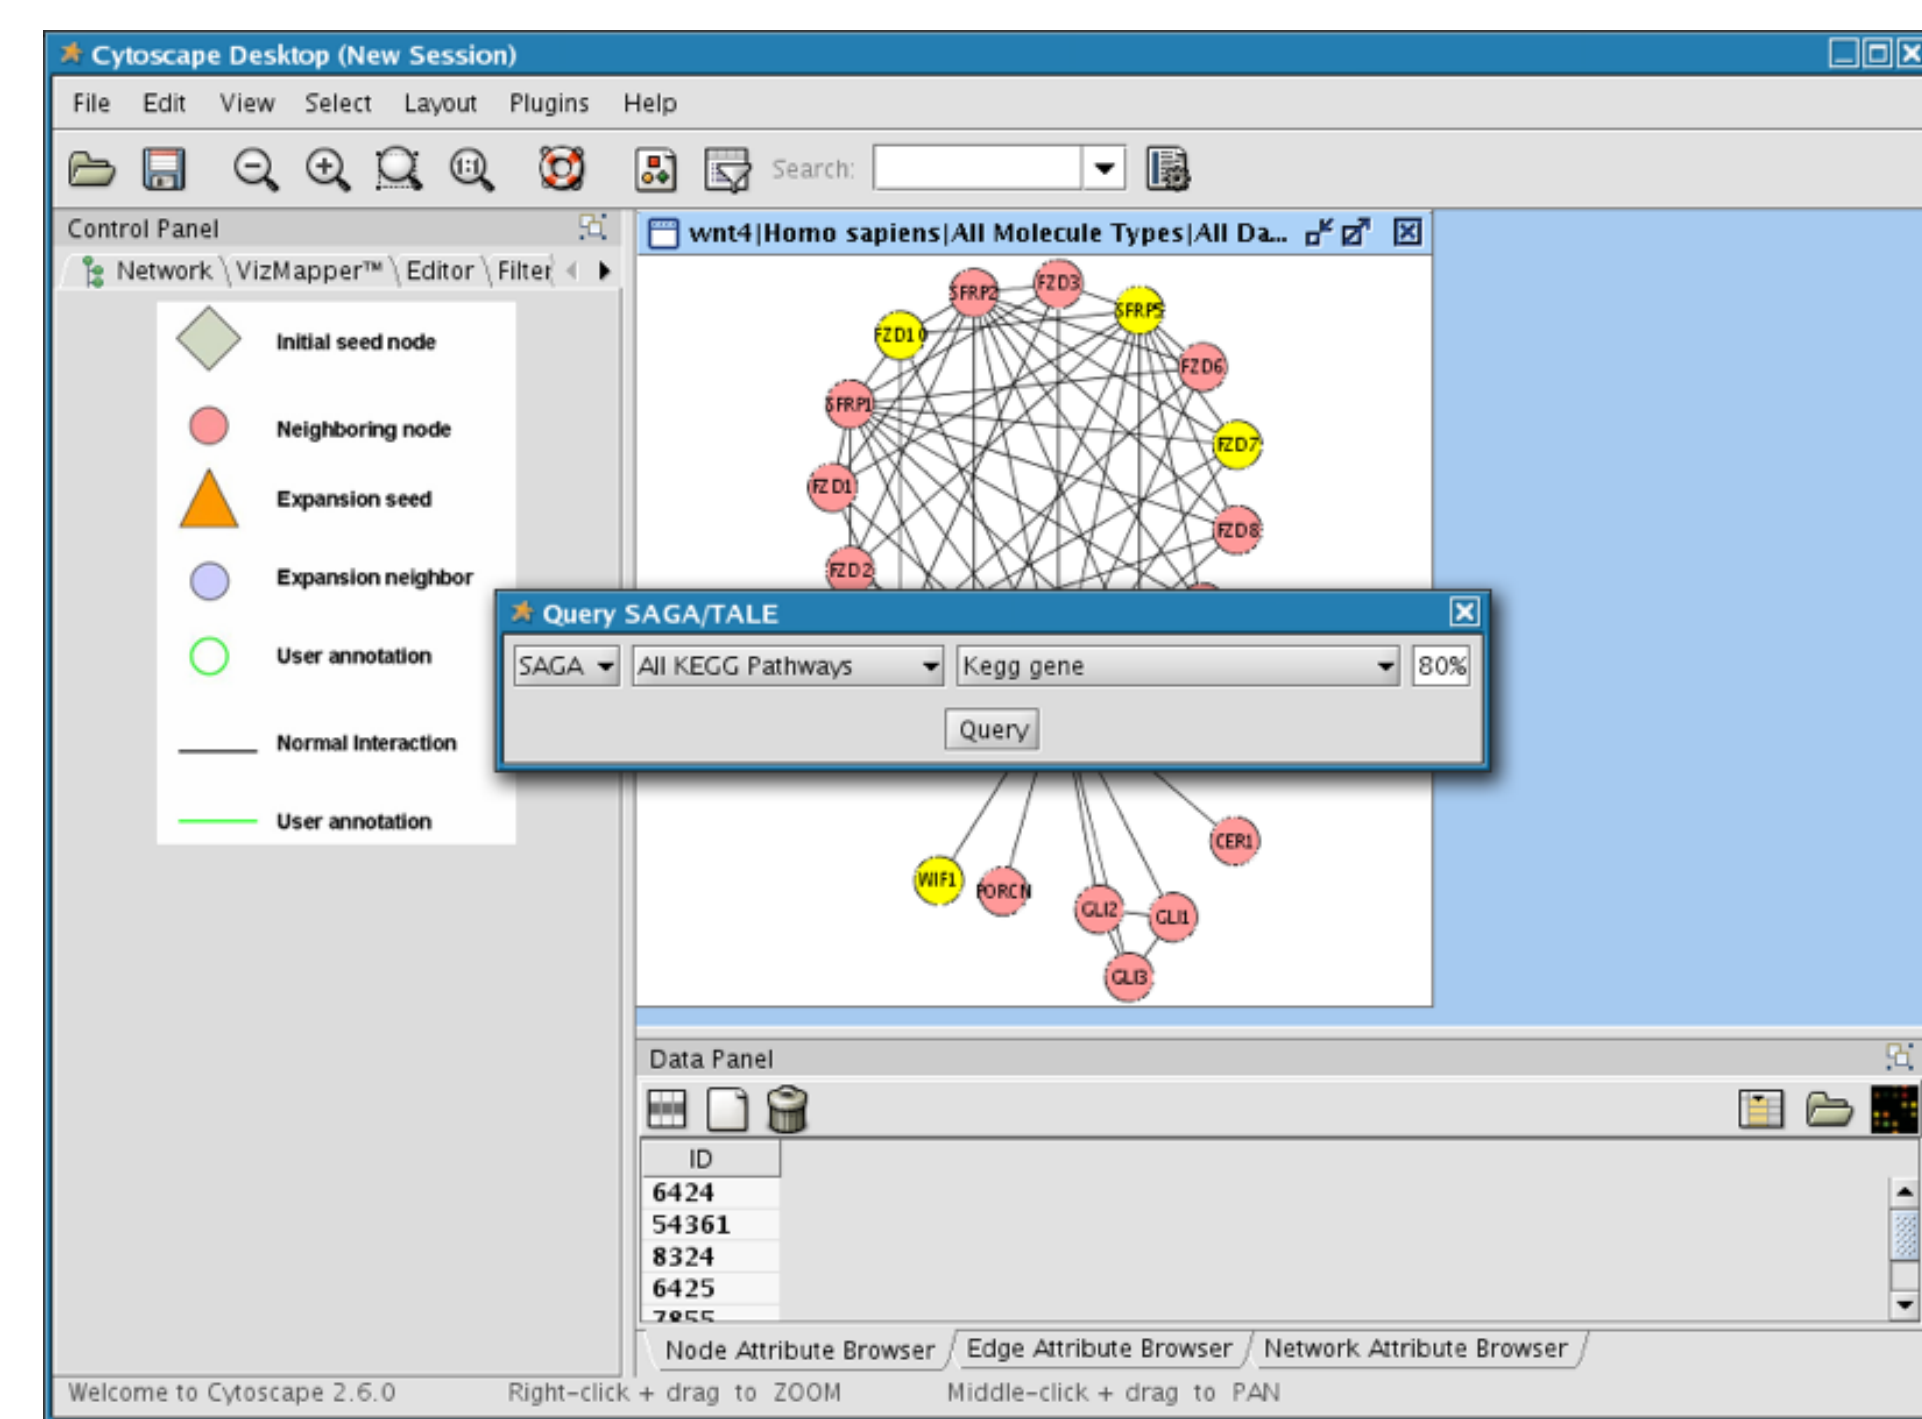 Cytoscape Desktop (New Session)
File Edit View Select Layout Plugins Help
Search:
Control Panel
Network VizMapper™ Editor Filter
wnt4|Homo sapiens|All Molecule Types|All Da...
Initial seed node
Neighboring node
Expansion seed
Expansion neighbor
User annotation
Normal Interaction
User annotation
SFRP2
FZD3
SFRP5
FZD10
FZD6
SFRP1
FZD7
FZD1
FZD8
FZD2
Query SAGA/TALE
SAGA All KEGG Pathways Kegg gene 80%
Query
CER1
WIF1
PORCN
GLI2
GLI1
GLI3
Data Panel
ID
6424
54361
8324
6425
7855
Node Attribute Browser Edge Attribute Browser Network Attribute Browser
Welcome to Cytoscape 2.6.0 Right-click + drag to ZOOM Middle-click + drag to PAN